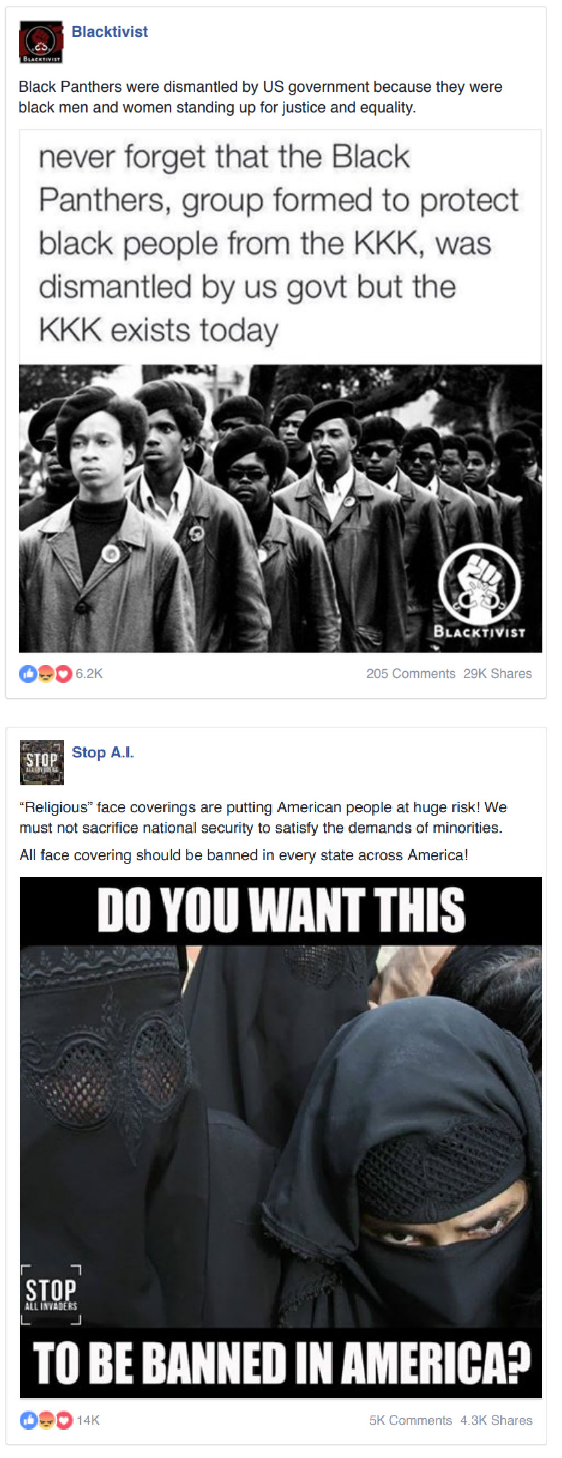 BLACKTIVIST
Blacktivist
Black Panthers were dismantled by US government because they were
black men and women standing up for justice and equality.
never forget that the Black
Panthers, group formed to protect
black people from the KKK, was
dismantled by us govt but the
KKK exists today
BLACKTIVIST
6.2K
205 Comments 29K Shares
STOP
ALL INVADERS
Stop A.I.
“Religious” face coverings are putting American people at huge risk! We
must not sacrifice national security to satisfy the demands of minorities.
All face covering should be banned in every state across America!
DO YOU WANT THIS
STOP
ALL INVADERS
TO BE BANNED IN AMERICA?
14K
5K Comments 4.3K Shares